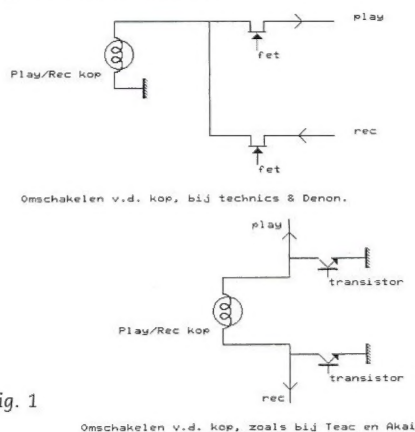 play
fet
Play/Rec kop
rec
fet
Omschakelen v.d. kop, bij technics & Denon.
play
transistor
Play/Rec kop
transistor
rec
ig. 1
Omschakelen v.d. kop, zoals bij Teac en Akai